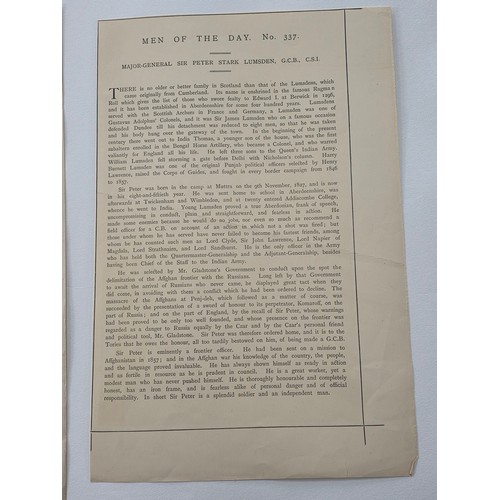 MEN OF THE DAY. No. 337.
MAJOR-GENERAL SIR PETER STARK LUMSDEN, G.C.B., C.S.I.
THERE is no older or better family in Scotland than that of the Lumsdens, which
came originally from Cumberland. Its name is enshrined in the famous Ragman
Roll which gives the list of those who swore fealty to Edward I. at Berwick in 1296,
and it has been established in Aberdeenshire for some four hundred years. Lumsdens
served with the Scottish Archers in France and Germany, a Lumsden was one of
Gustavus Adolphus' Colonels, and it was Sir James Lumsden who on a famous occasion
defended Dundee till his detachment was reduced to eight men, so that he was taken
and his body hung over the gateway of the town. In the beginning of the present
century there went out to India Thomas, a younger son of the house, who was the first
subaltern enrolled in the Bengal Horse Artillery, who became a Colonel, and who warred
valiantly for England all his life. He left three sons to the Queen's Indian Army.
William Lumsden fell storming a gate before Delhi with Nicholson's column. Harry
Burnett Lumsden was one of the original Punjab political officers selected by Henry
Lawrence, raised the Corps of Guides, and fought in every border campaign from 1846
to 1857.
Sir Peter was born in the camp at Muttra on the 9th November, 1827, and is now
in his eight-and-fiftieth year. He was sent home to school in Aberdeenshire, was
afterwards at Twickenham and Wimbledon, and at twenty entered Addiscombe College,
whence he went to India. Young Lumsden proved a true Aberdonian, frank of speech,
uncompromising in conduct, plain and straightforward, and fearless in action. He
made some enemies because he would do no jobs, not even so much as recommend a
field officer for a C.B. on account of an action in which not a shot was fired; but
those under whom he has served have never failed to become his fastest friends, among
whom he has counted such men as Lord Clyde, Sir John Lawrence, Lord Napier of
Magdala, Lord Strathnairn, and Lord Sandhurst. He is the only officer in the Army
who has held both the Quartermaster-Generalship and the Adjutant-Generalship, besides
having been Chief of the Staff to the Indian Army.
He was selected by Mr. Gladstone's Government to conduct upon the spot the
delimitation of the Affghan frontier with the Russians. Long left by that Government
to await the arrival of Russians who never came, he displayed great tact when they
did come, in avoiding with them a conflict which he had been ordered to decline. The
massacre of the Affghans at Penj-deh, which followed as a matter of course, was
succeeded by the presentation of a sword of honour to its perpetrator, Komaroff, on the
part of Russia; and on the part of England, by the recall of Sir Peter, whose warnings
had been proved to be only too well founded, and whose presence on the frontier was
regarded as a danger to Russia equally by the Czar and by the Czar's personal friend
and political tool, Mr. Gladstone. Sir Peter was therefore ordered home, and it is to the
Tories that he owes the honour, all too tardily bestowed on him, of being made a G.C.B.
Sir Peter is eminently a frontier officer. He had been sent on a mission to
Affghanistan in 1857; and in the Affghan war his knowledge of the country, the people,
and the language proved invaluable. He has always shown himself as ready in action
and as fertile in resource as he is prudent in council. He is a great worker, yet a
modest man who has never pushed himself. He is thoroughly honourable and completely
honest, has an iron frame, and is fearless alike of personal danger and of official
responsibility. In short Sir Peter is a splendid soldier and an independent man.